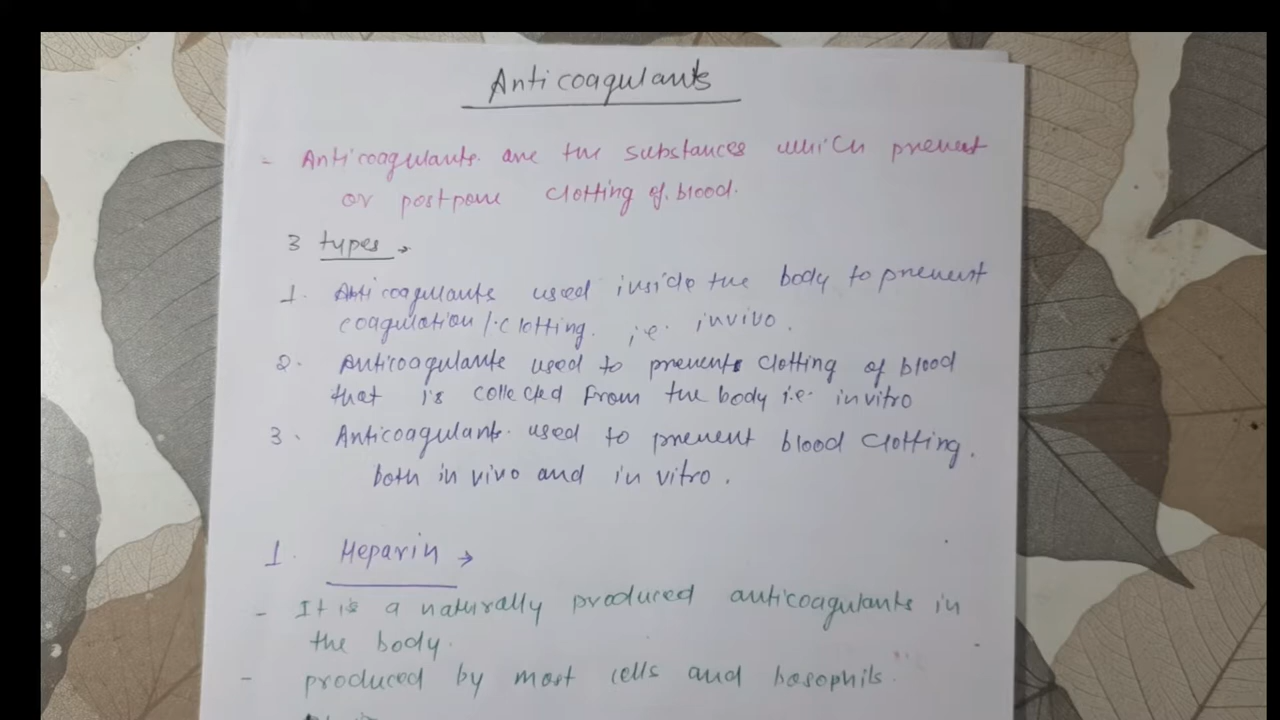 Anticoagulants
- Anticoagulants are the substances which prevent
or postpone clotting of blood.
3 types →
1. Anticoagulants used inside the body to prevent
coagulation / clotting. i.e. invivo.
2. Anticoagulants used to prevent clotting of blood
that is collected from the body i.e. invitro
3. Anticoagulants used to prevent blood clotting.
both in vivo and in vitro.
1. Heparin →
- It is a naturally produced anticoagulants in
the body.
- produced by mast cells and basophils.